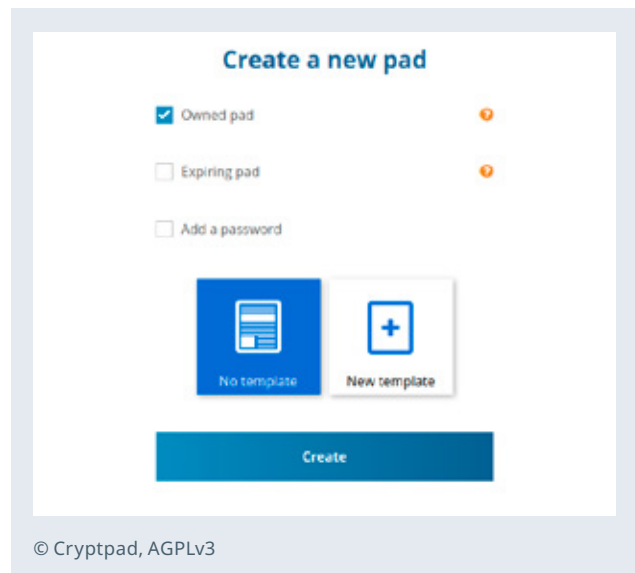 Create a new pad
Owned pad
Expiring pad
Add a password
No template New template
Create
© Cryptpad, AGPLv3